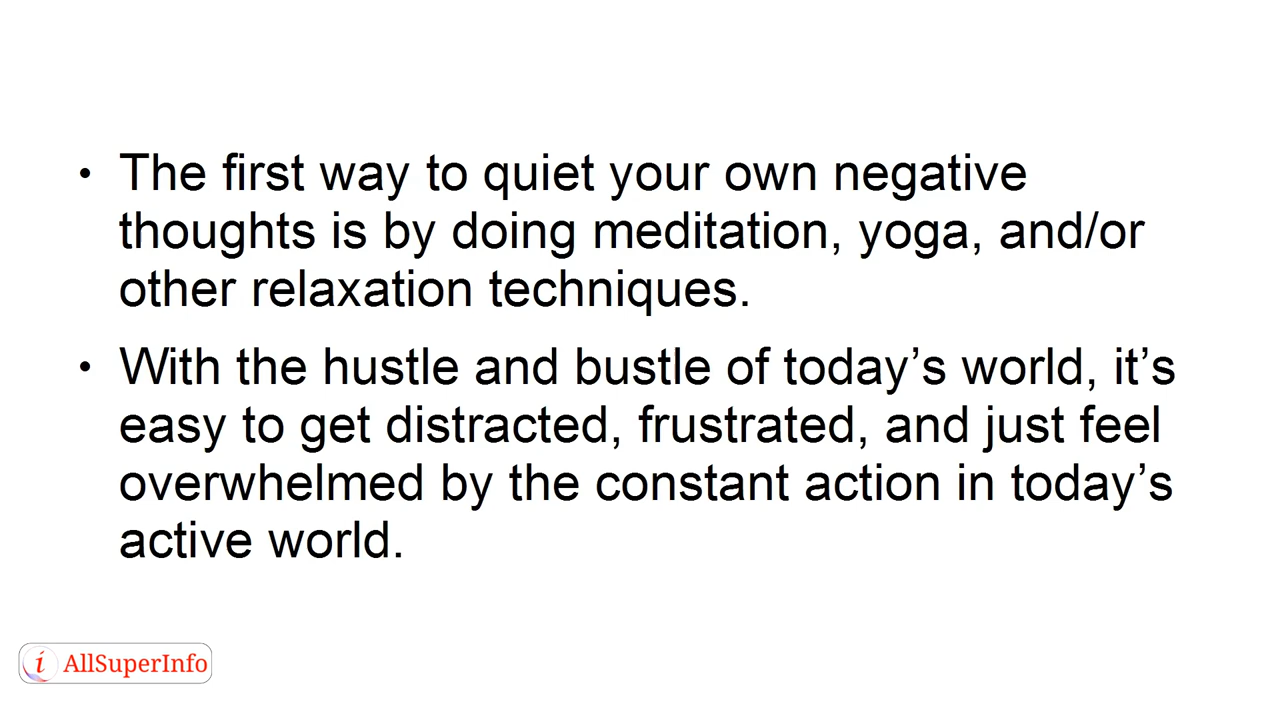 • The first way to quiet your own negative
thoughts is by doing meditation, yoga, and/or
other relaxation techniques.
• With the hustle and bustle of today’s world, it’s
easy to get distracted, frustrated, and just feel
overwhelmed by the constant action in today’s
active world.
i AllSuperInfo